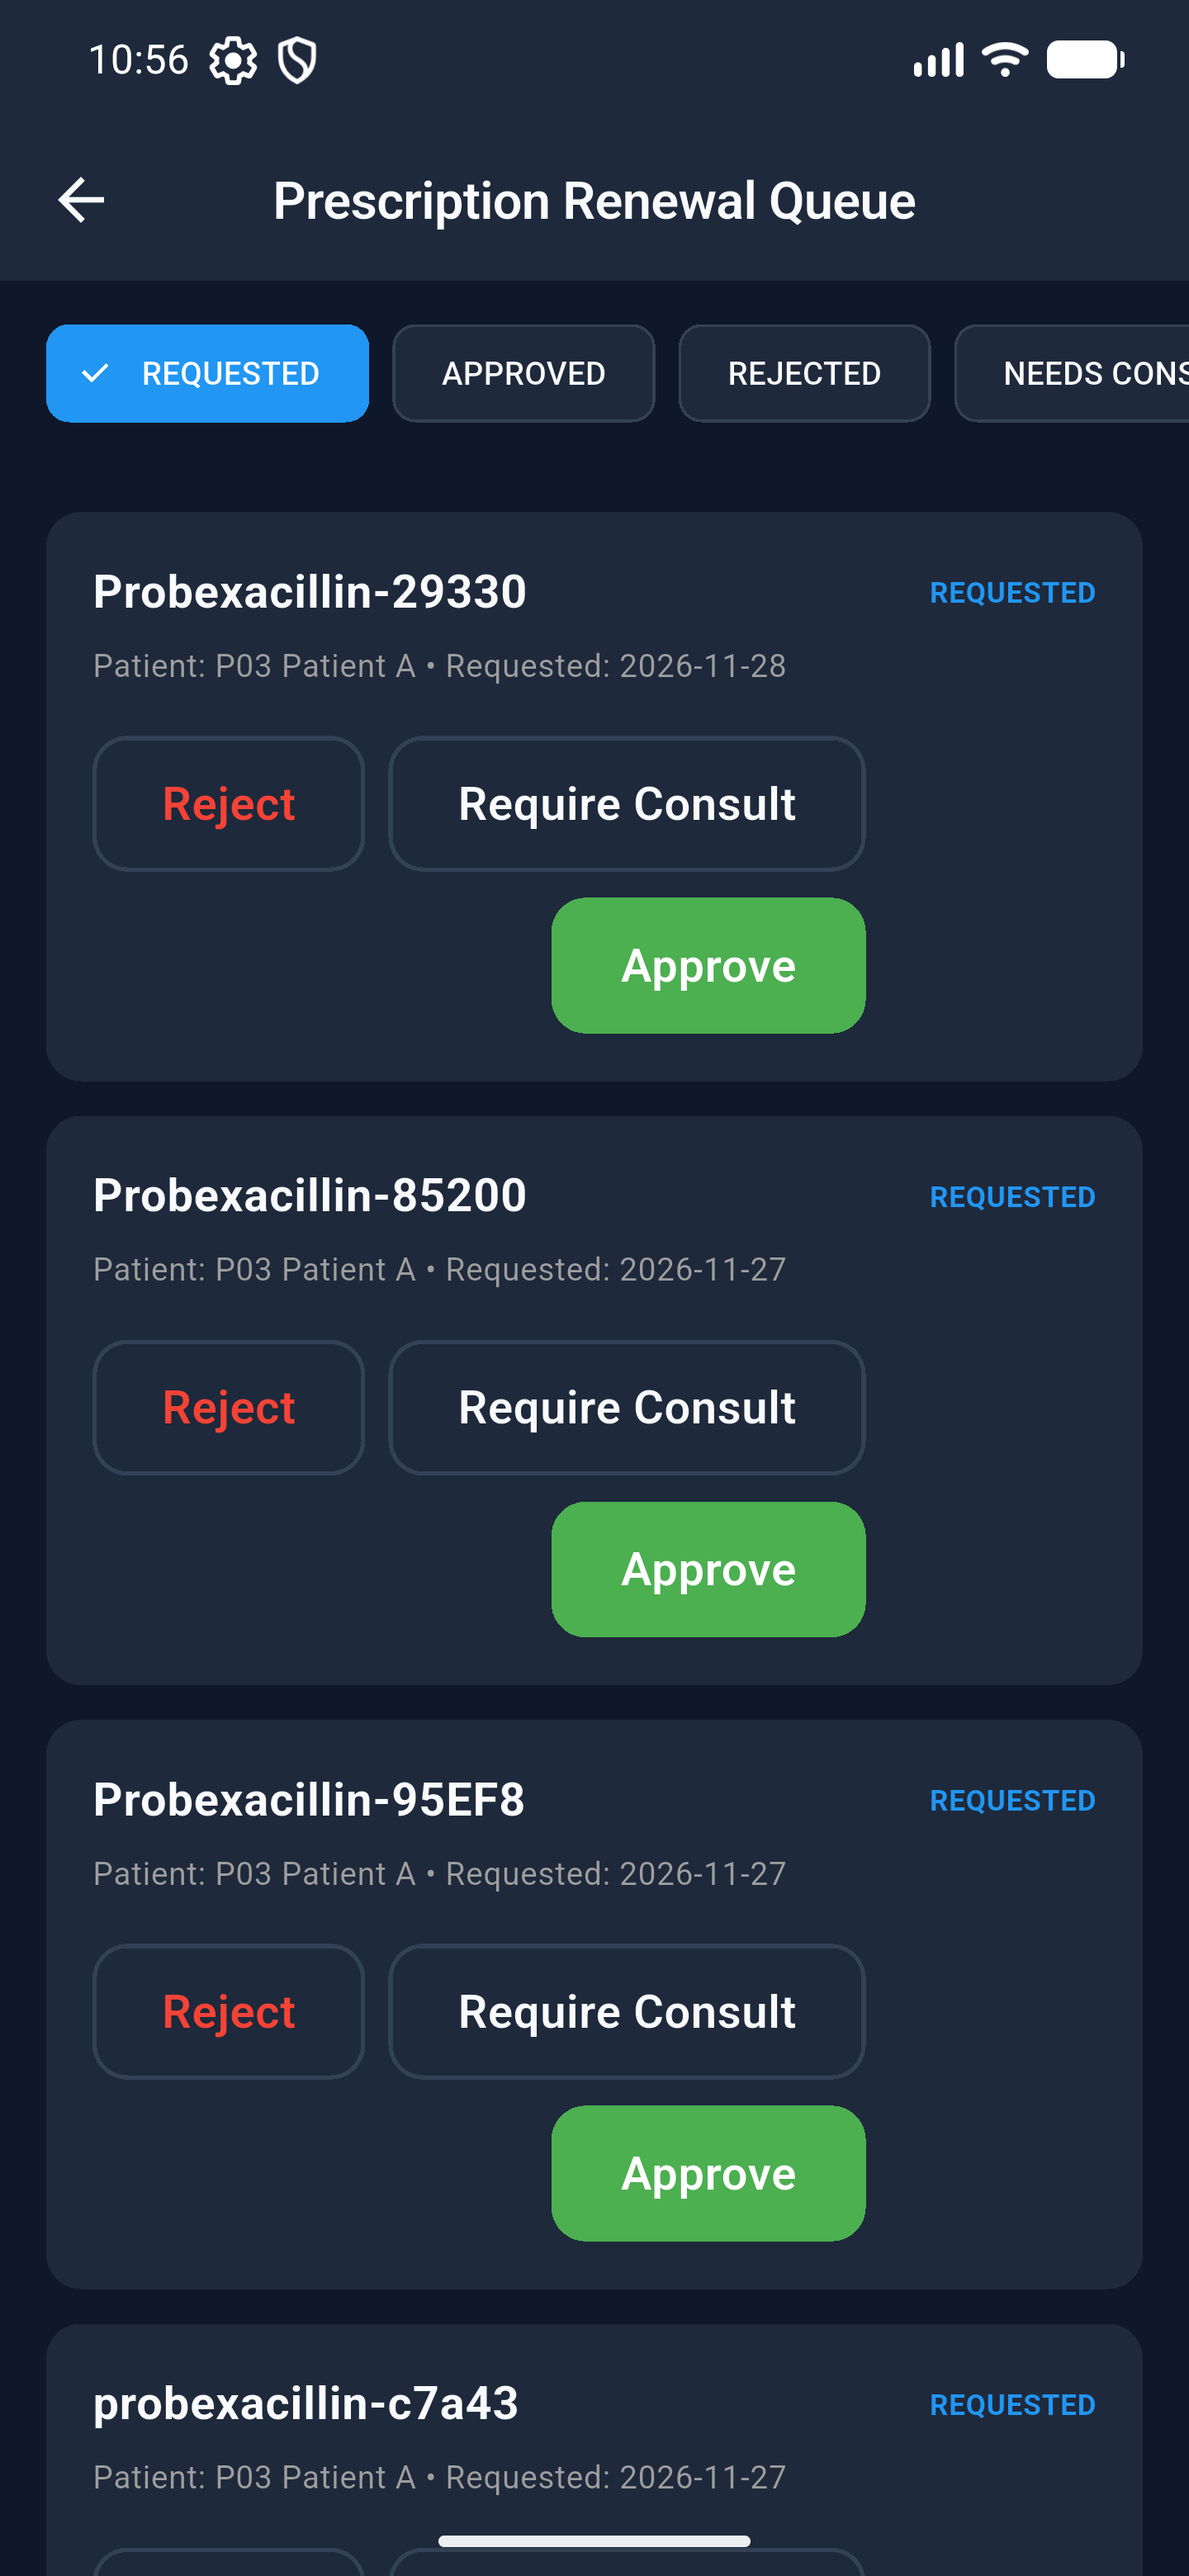 10:56
Prescription Renewal Queue
REQUESTED APPROVED REJECTED NEEDS CONS
Probexacillin-29330 REQUESTED
Patient: P03 Patient A • Requested: 2026-11-28
Reject Require Consult
Approve
Probexacillin-85200 REQUESTED
Patient: P03 Patient A • Requested: 2026-11-27
Reject Require Consult
Approve
Probexacillin-95EF8 REQUESTED
Patient: P03 Patient A • Requested: 2026-11-27
Reject Require Consult
Approve
probexacillin-c7a43 REQUESTED
Patient: P03 Patient A • Requested: 2026-11-27